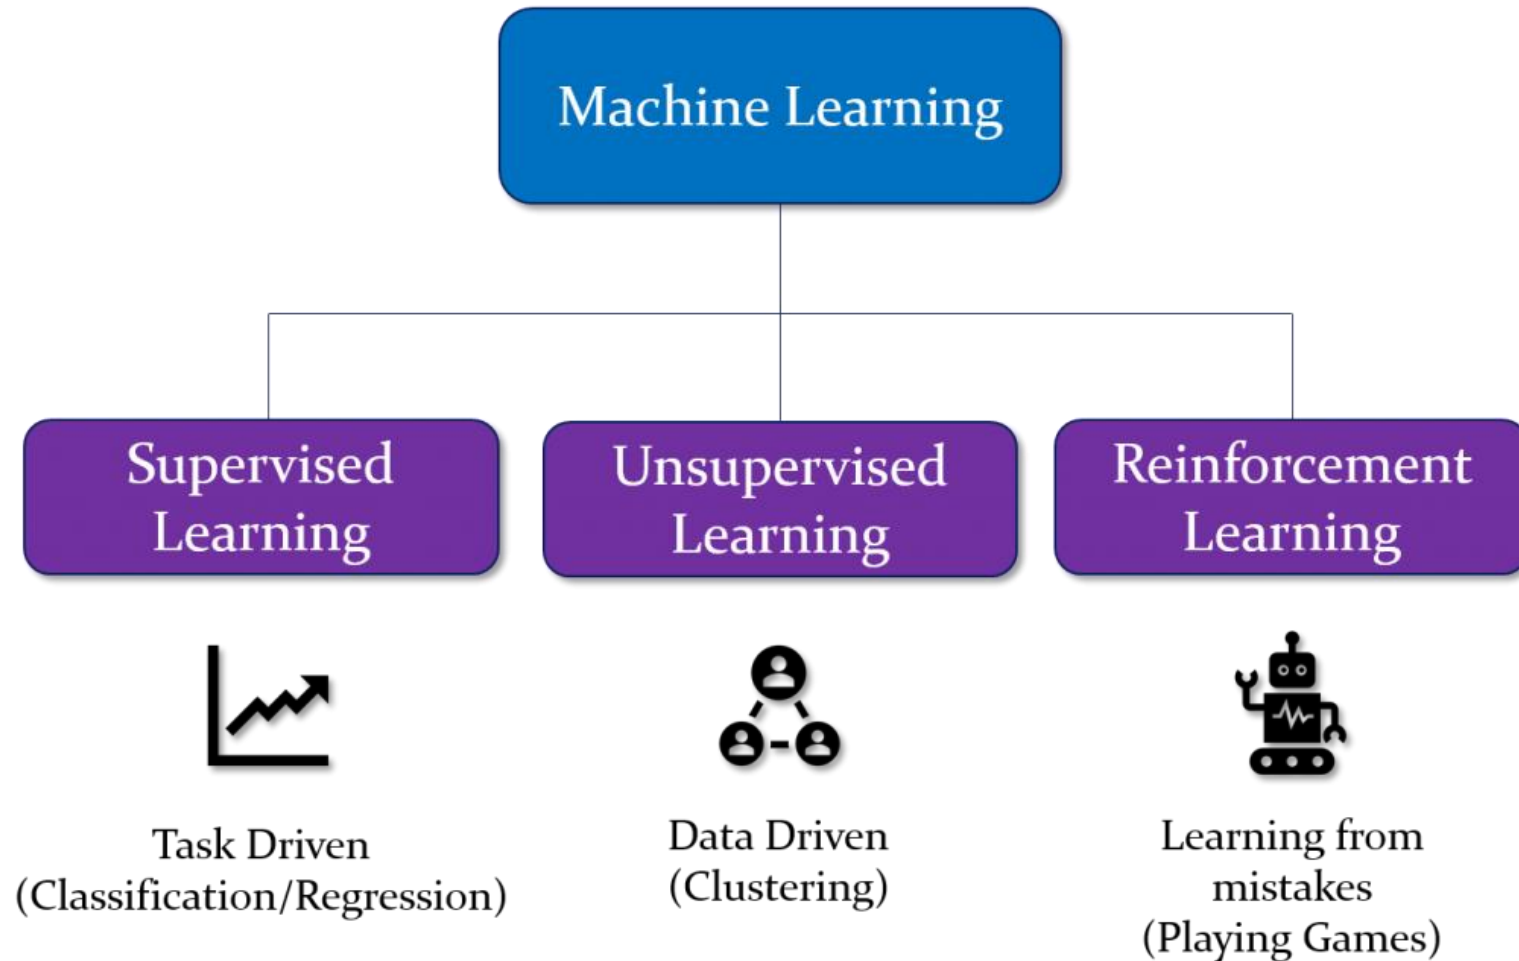 Machine Learning
Supervised
Learning
Unsupervised
Learning
Reinforcement
Learning
Task Driven
(Classification/Regression)
Data Driven
(Clustering)
Learning from
mistakes
(Playing Games)